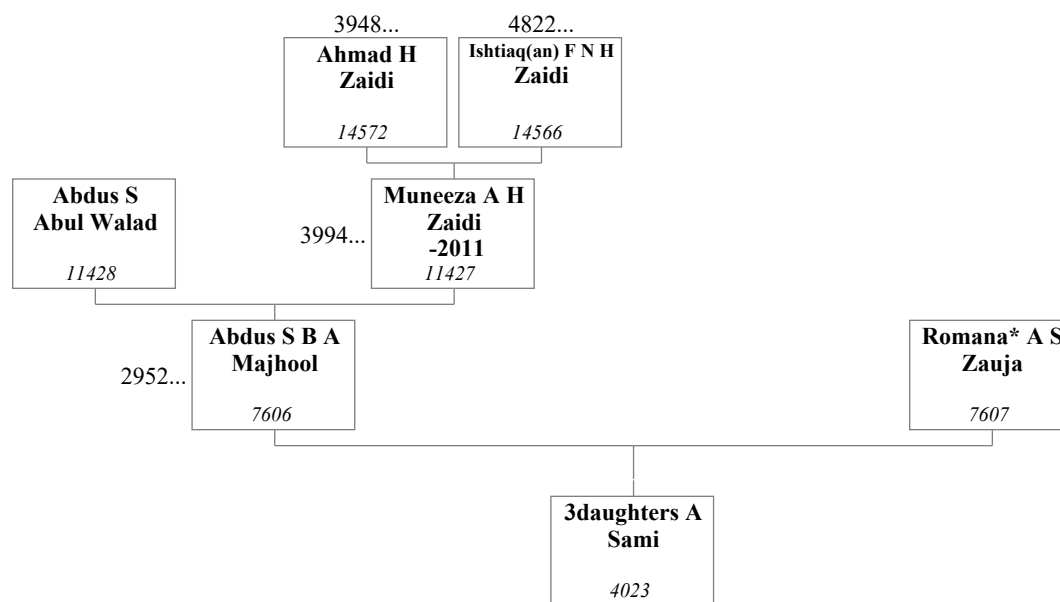 3948...
4822...
Ahmad H
Zaidi
14572
Ishtiaq(an) F N H
Zaidi
14566
Abdus S
Abul Walad
11428
3994...
Muneeza A H
Zaidi
-2011
11427
2952...
Abdus S B A
Majhool
7606
Romana* A S
Zauja
7607
3daughters A
Sami
4023